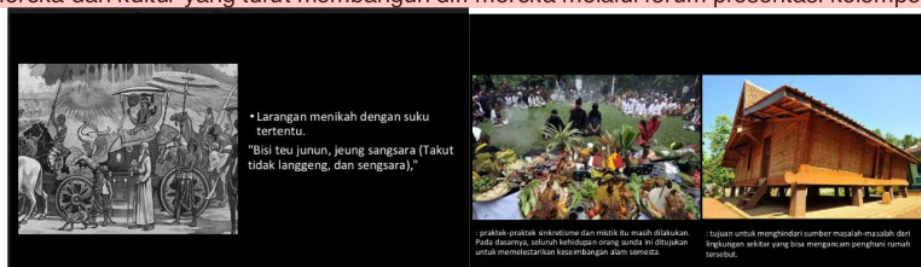 mereka dan kultur yang turut membangun diri mereka melalui forum presentasi
• Larangan menikah dengan suku
tertentu.
"Bisi teu junun, jeung sangsara (Takut
tidak langgeng, dan sengsara),"
: praktek-praktek sinkretisme dan mistik itu masih dilakukan.
Pada dasarnya, seluruh kehidupan orang sunda ini ditujukan
untuk memelestarikan keseimbangan alam semesta.
: tujuan untuk menghindari sumber masalah-masalah dari
lingkungan sekitar yang bisa mengancam penghuni rumah
tersebut.